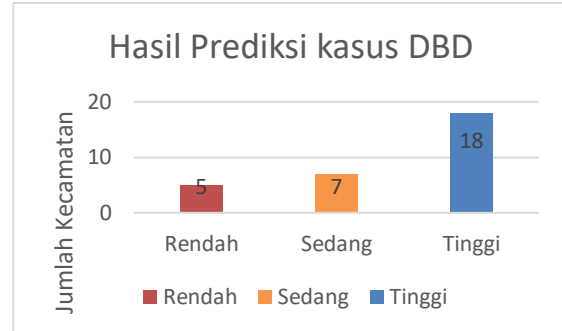 Hasil Prediksi kasus DBD
Jumlah Kecamatan
20
10
0
5
7
18
Rendah
Sedang
Tinggi
Rendah
Sedang
Tinggi